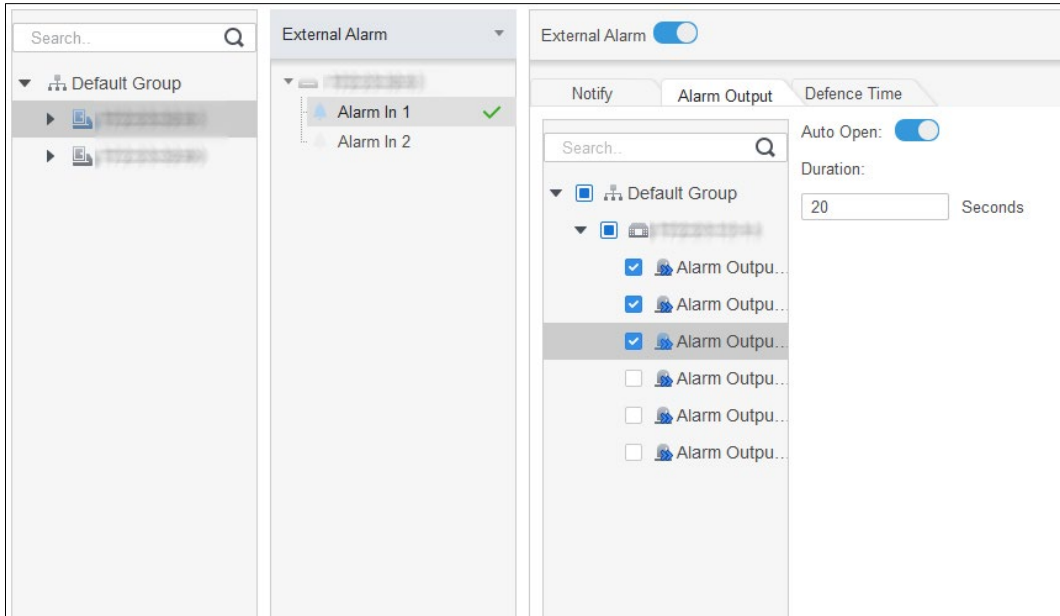 Search..
Default Group
External Alarm
Alarm In 1
Alarm In 2
External Alarm
Notify
Alarm Output
Defence Time
Search...
Default Group
Alarm Outpu...
Alarm Outpu...
Alarm Outpu...
Alarm Outpu...
Alarm Outpu...
Alarm Outpu...
Auto Open:
Duration:
20 Seconds